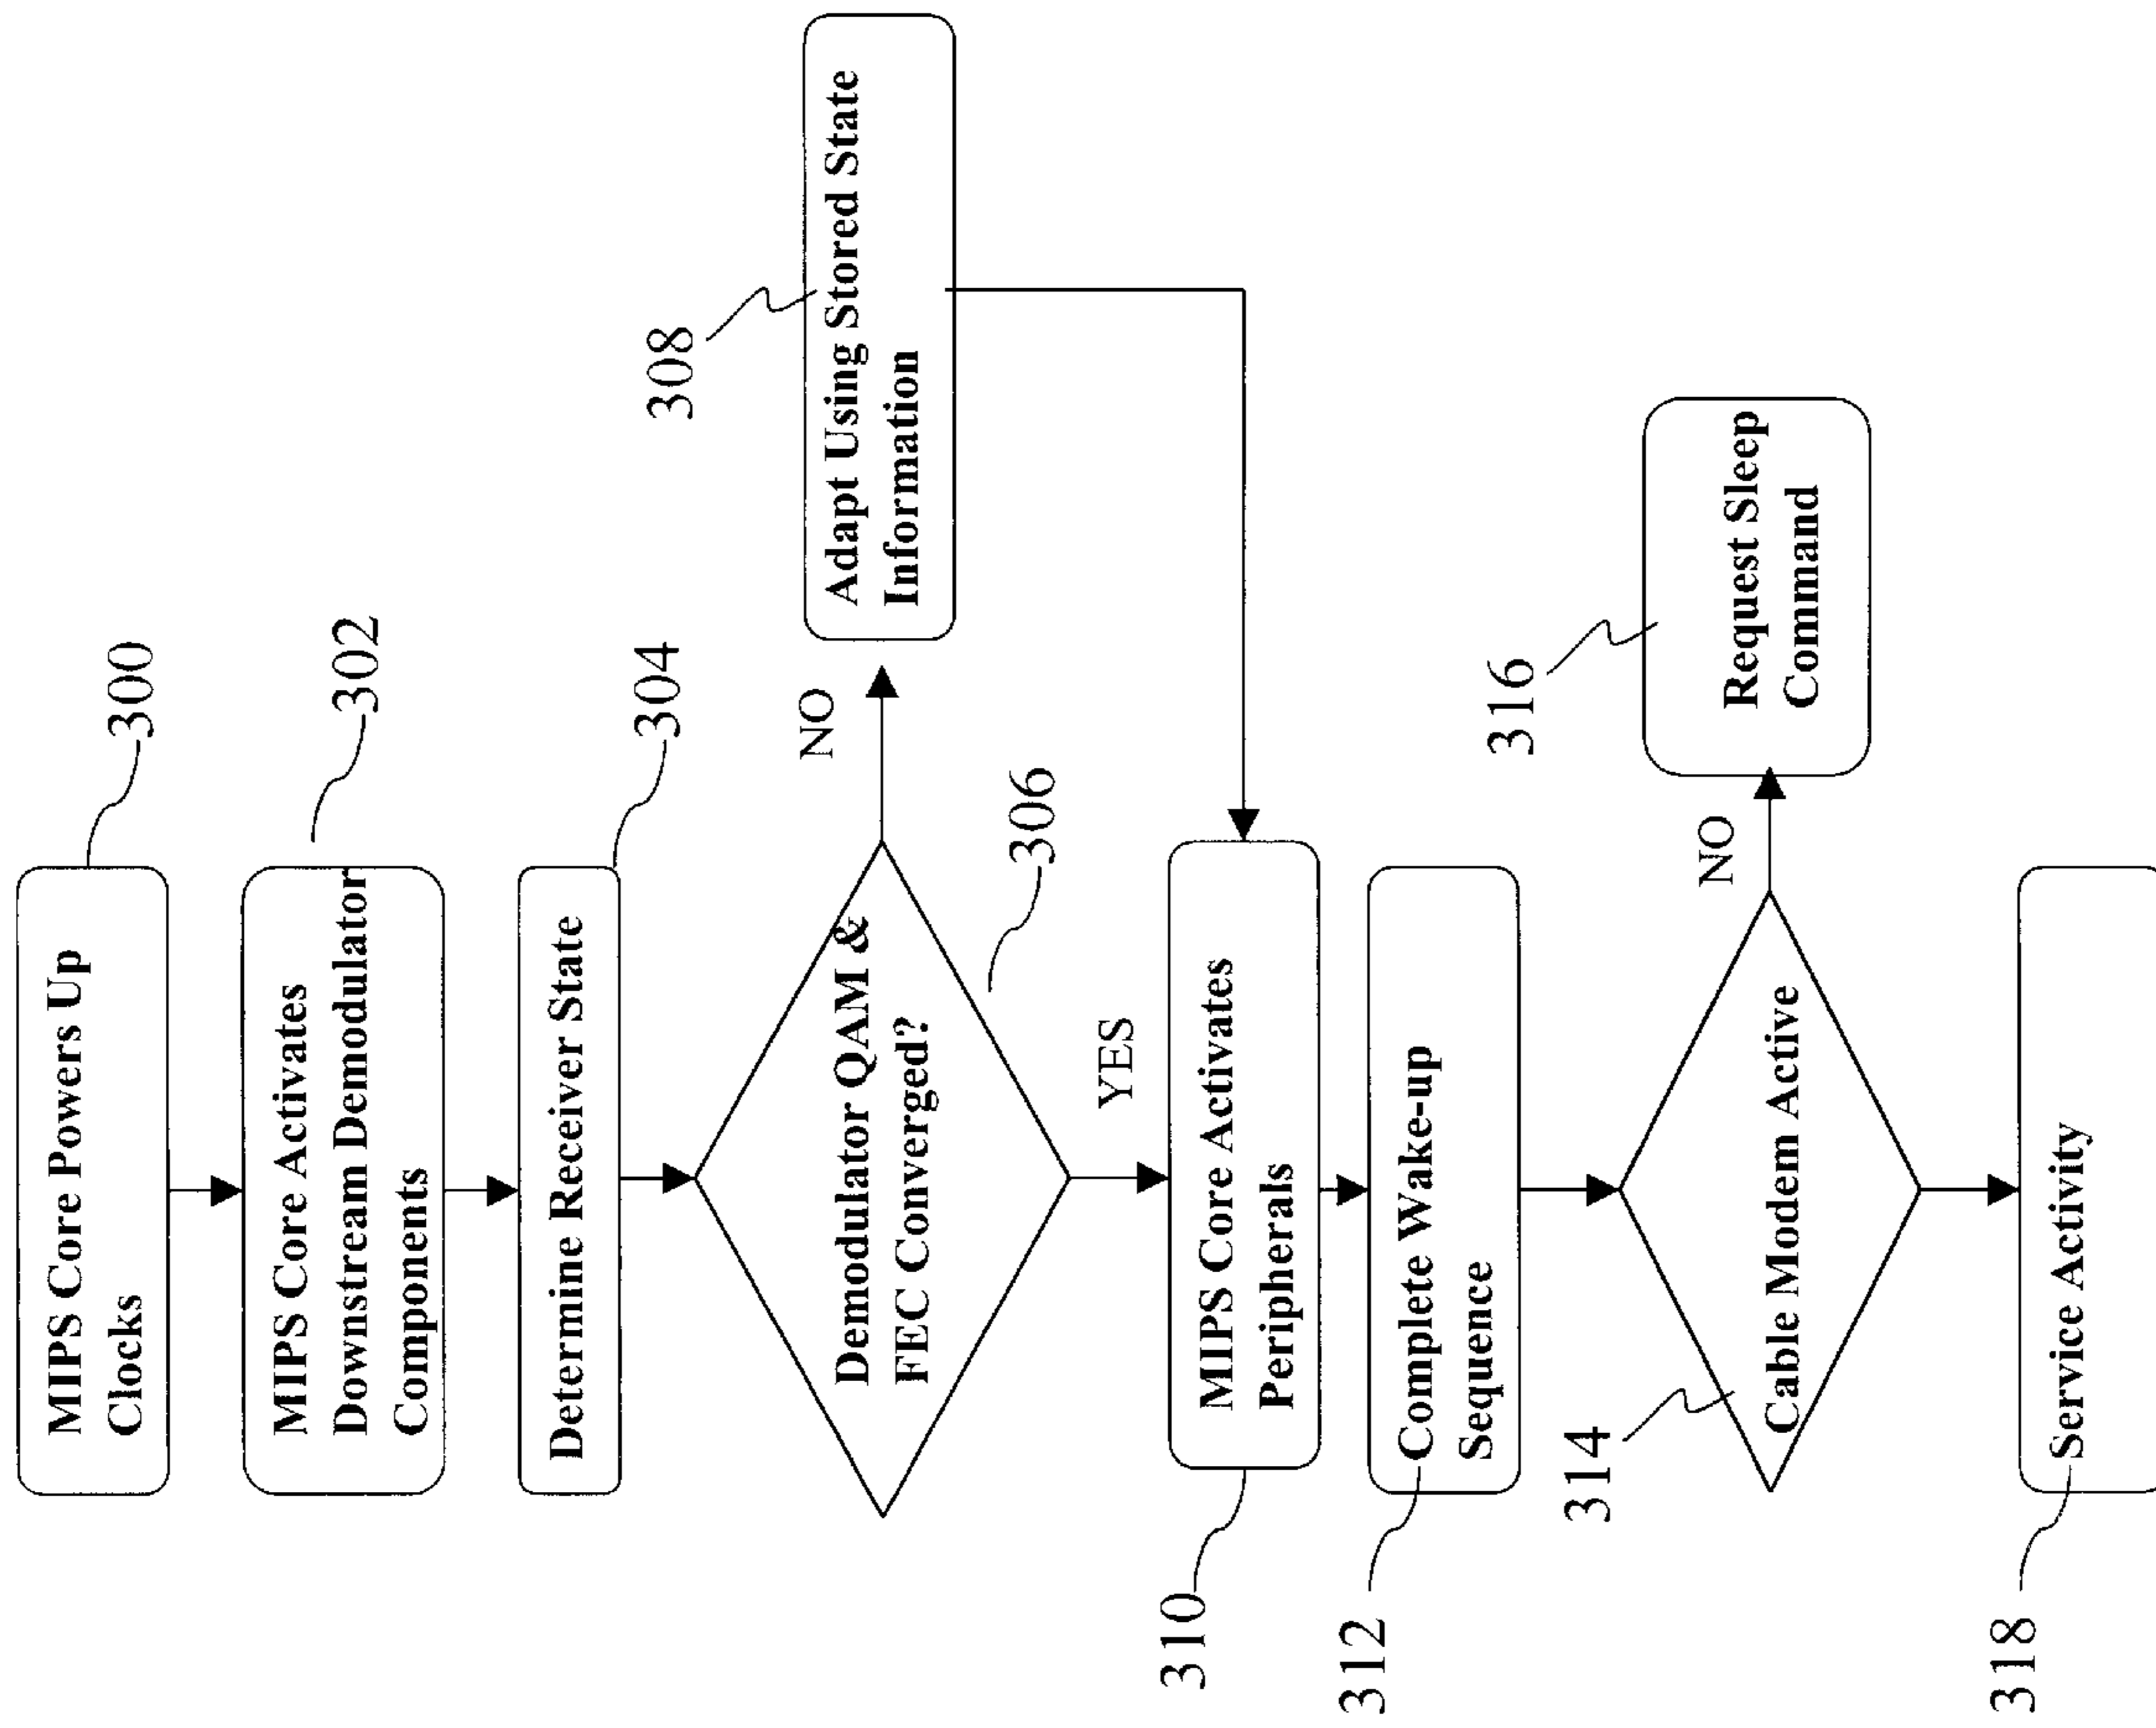 MIPS Core Powers Up
Clocks
300
MIPS Core Activates
Downstream Demodulator
Components
302
Determine Receiver State
304
Demodulator QAM &
FEC Converged?
306
NO
308
Adapt Using Stored State
Information
YES
MIPS Core Activates
Peripherals
310
Complete Wake-up
Sequence
312
Cable Modem Active
314
NO
316
Request Sleep
Command
Service Activity
318